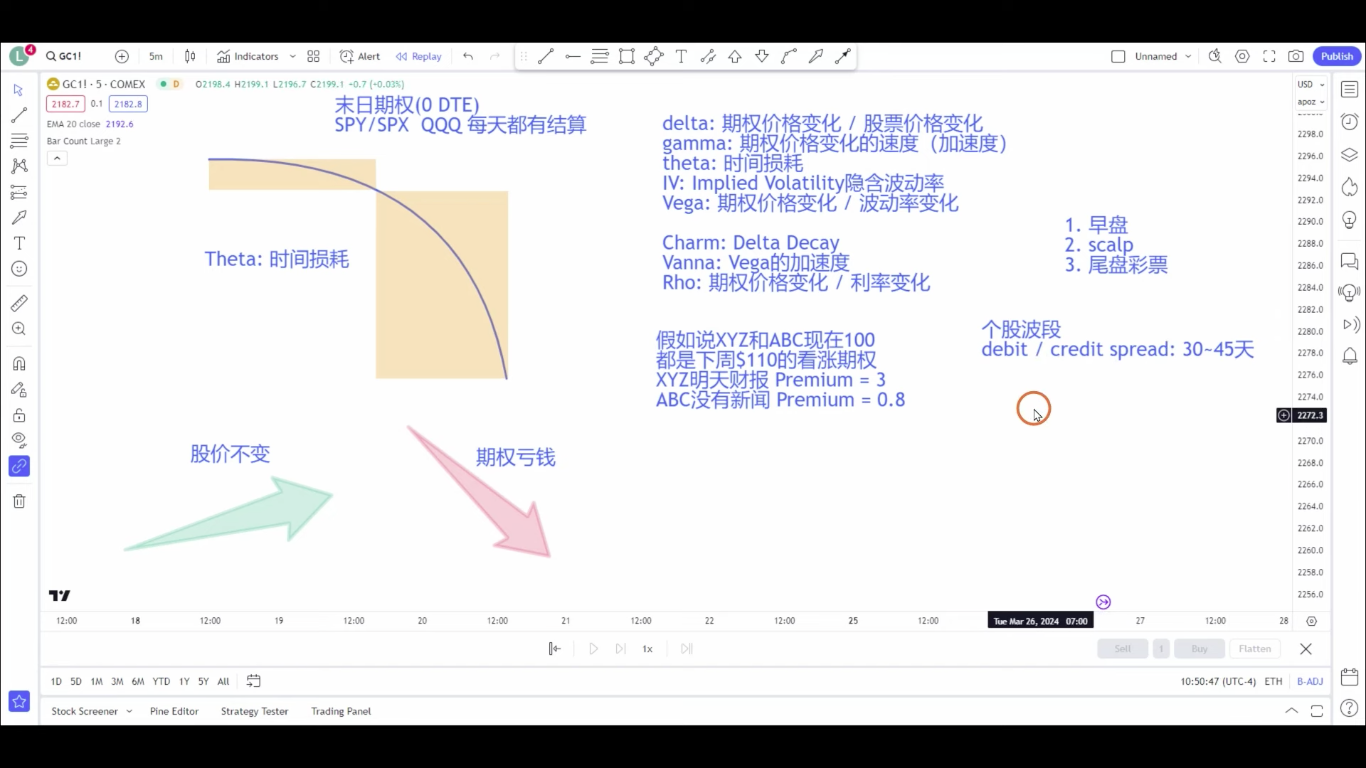 L
4
GC1!
5m
Indicators
Alert
Replay
T
Unnamed
Publish
GC1! · 5 · COMEX
D
O2198.4 H2199.1 L2196.7 C2199.1 +0.7 (+0.03%)
2182.7 0.1 2182.8
EMA 20 close 2192.6
Bar Count Large 2
USD
apoz
末日期权(0 DTE)
SPY/SPX QQQ 每天都有结算
Theta: 时间损耗
股价不变
期权亏钱
delta: 期权价格变化 / 股票价格变化
gamma: 期权价格变化的速度（加速度）
theta: 时间损耗
IV: Implied Volatility隐含波动率
Vega: 期权价格变化 / 波动率变化
Charm: Delta Decay
Vanna: Vega的加速度
Rho: 期权价格变化 / 利率变化
假如说XYZ和ABC现在100
都是下周$110的看涨期权
XYZ明天财报 Premium = 3
ABC没有新闻 Premium = 0.8
1. 早盘
2. scalp
3. 尾盘彩票
个股波段
debit / credit spread: 30~45天
2298.0
2296.0
2294.0
2292.0
2290.0
2288.0
2286.0
2284.0
2282.0
2280.0
2278.0
2276.0
2274.0
2272.3
2270.0
2268.0
2266.0
2264.0
2262.0
2260.0
2258.0
2256.0
12:00 18 12:00 19 12:00 20 12:00 21 12:00 22 12:00 25 12:00 Tue Mar 26, 2024 07:00 27 12:00 28
1x
Sell 1 Buy Flatten
1D 5D 1M 3M 6M YTD 1Y 5Y All
10:50:47 (UTC-4) ETH B-ADJ
Stock Screener Pine Editor Strategy Tester Trading Panel